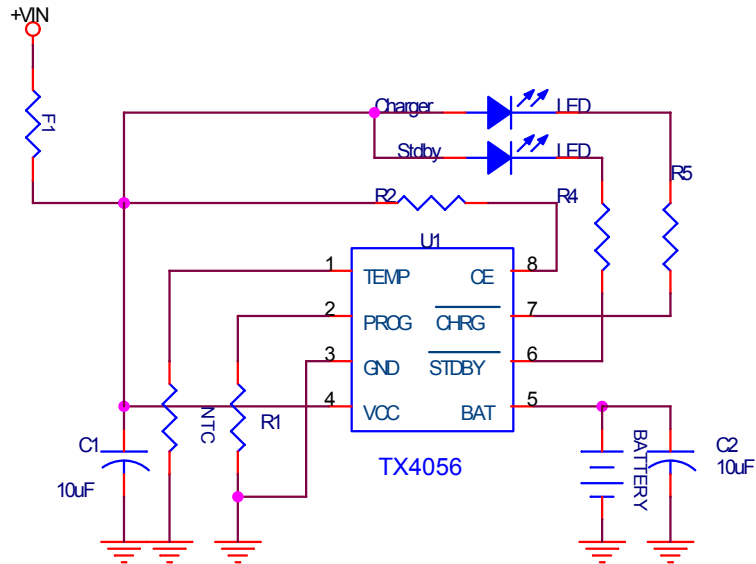 +VIN
Charger LED
F1
Stdby LED
R5
R2 R4
U1
1 TEMP CE 8
2 PROG CHRG 7
3 GND STDBY 6
4 VCC BAT 5
NTC
R1
C1
10uF
TX4056
BATTERY
C2
10uF